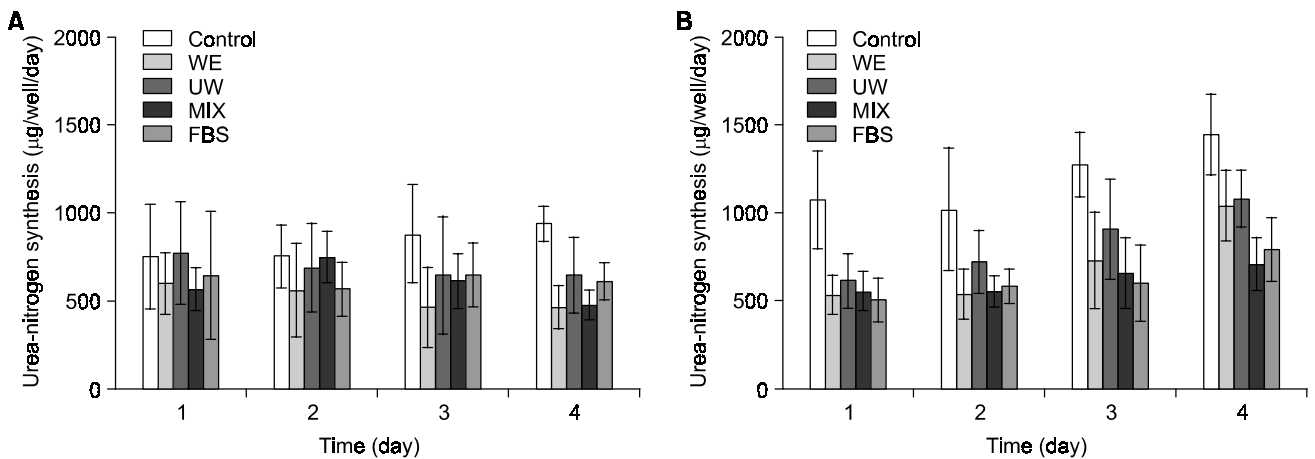 A
Urea-nitrogen synthesis (μg/well/day)
2000
1500
1000
500
0
Control
WE
UW
MIX
FBS
1 2 3 4
Time (day)
B
Urea-nitrogen synthesis (μg/well/day)
2000
1500
1000
500
0
Control
WE
UW
MIX
FBS
1 2 3 4
Time (day)